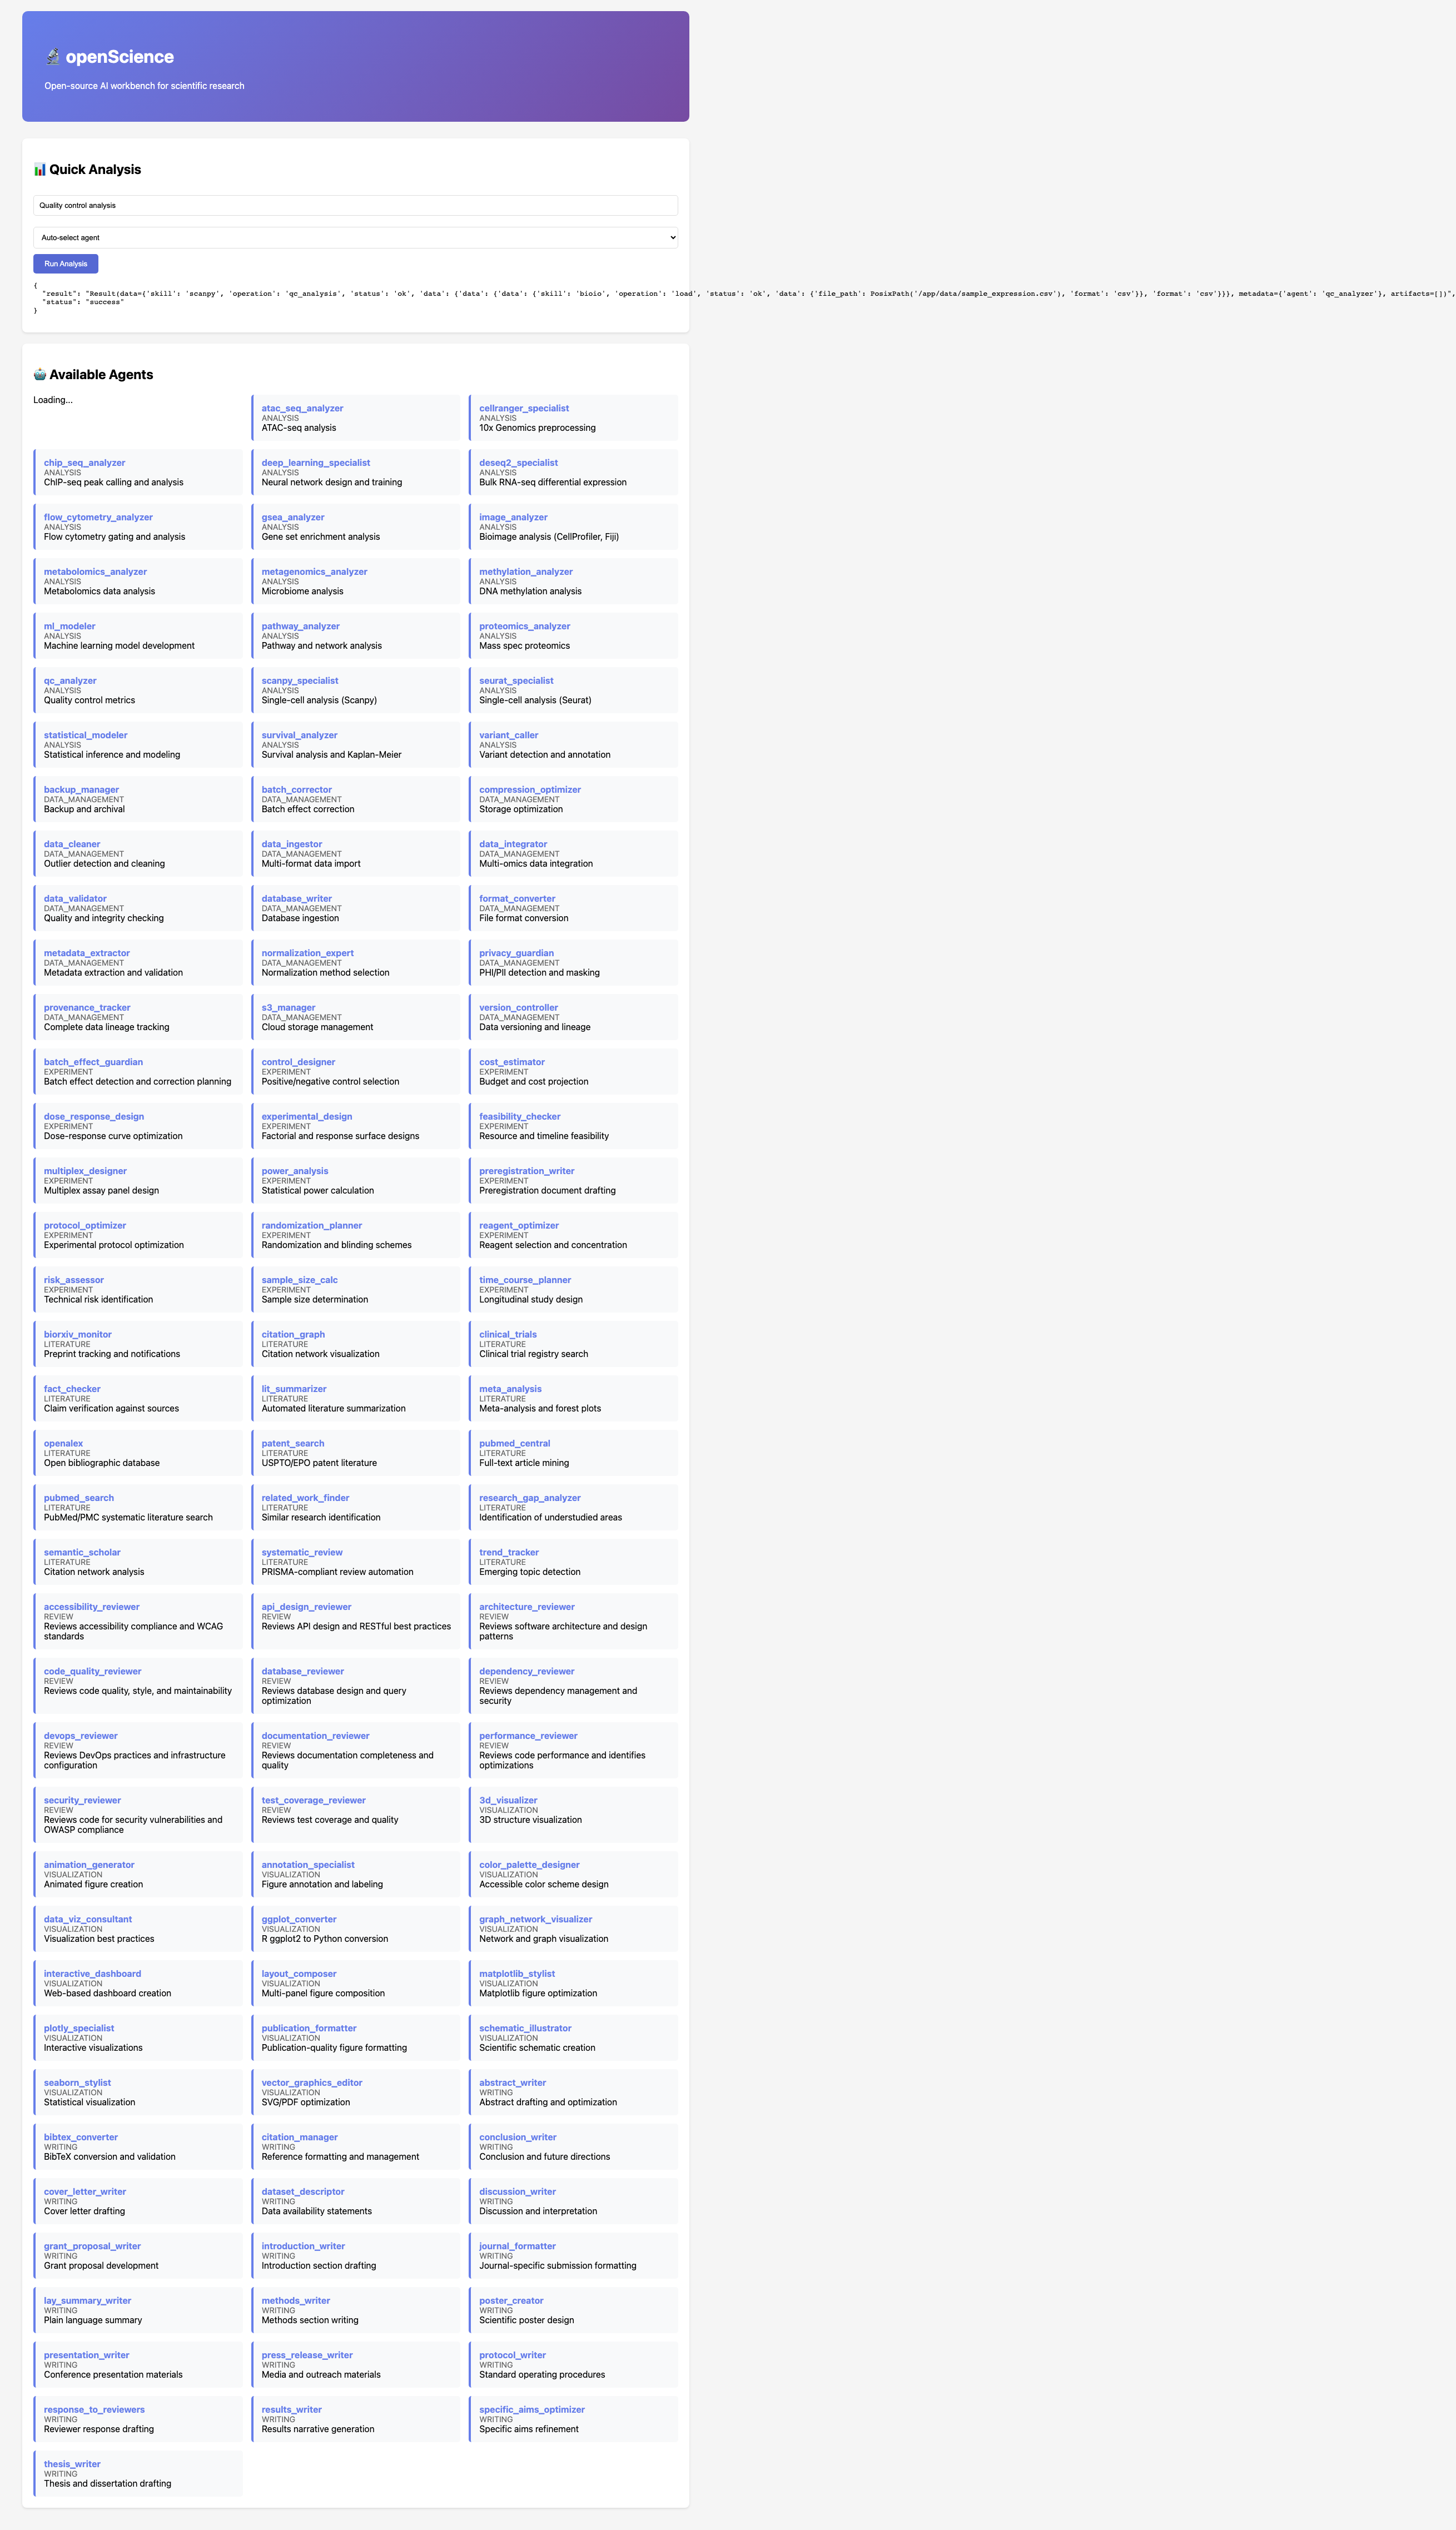 🔬 openScience
Open-source AI workbench for scientific research
📊 Quick Analysis
Quality control analysis
Auto-select agent
Run Analysis
{
  "result": "Result(data={'skill': 'scanpy', 'operation': 'qc_analysis', 'status': 'ok', 'data': {'data': {'data': {'skill': 'bioio', 'operation': 'load', 'status': 'ok', 'data': {'file_path': PosixPath('/app/data/sample_expression.csv'), 'format': 'csv'}}, 'format': 'csv'}}}, metadata={'agent': 'qc_analyzer'}, artifacts=[])",
  "status": "success"
}
🤖 Available Agents
Loading...
atac_seq_analyzer
ANALYSIS
ATAC-seq analysis
cellranger_specialist
ANALYSIS
10x Genomics preprocessing
chip_seq_analyzer
ANALYSIS
ChIP-seq peak calling and analysis
deep_learning_specialist
ANALYSIS
Neural network design and training
deseq2_specialist
ANALYSIS
Bulk RNA-seq differential expression
flow_cytometry_analyzer
ANALYSIS
Flow cytometry gating and analysis
gsea_analyzer
ANALYSIS
Gene set enrichment analysis
image_analyzer
ANALYSIS
Bioimage analysis (CellProfiler, Fiji)
metabolomics_analyzer
ANALYSIS
Metabolomics data analysis
metagenomics_analyzer
ANALYSIS
Microbiome analysis
methylation_analyzer
ANALYSIS
DNA methylation analysis
ml_modeler
ANALYSIS
Machine learning model development
pathway_analyzer
ANALYSIS
Pathway and network analysis
proteomics_analyzer
ANALYSIS
Mass spec proteomics
qc_analyzer
ANALYSIS
Quality control metrics
scanpy_specialist
ANALYSIS
Single-cell analysis (Scanpy)
seurat_specialist
ANALYSIS
Single-cell analysis (Seurat)
statistical_modeler
ANALYSIS
Statistical inference and modeling
survival_analyzer
ANALYSIS
Survival analysis and Kaplan-Meier
variant_caller
ANALYSIS
Variant detection and annotation
backup_manager
DATA_MANAGEMENT
Backup and archival
batch_corrector
DATA_MANAGEMENT
Batch effect correction
compression_optimizer
DATA_MANAGEMENT
Storage optimization
data_cleaner
DATA_MANAGEMENT
Outlier detection and cleaning
data_ingestor
DATA_MANAGEMENT
Multi-format data import
data_integrator
DATA_MANAGEMENT
Multi-omics data integration
data_validator
DATA_MANAGEMENT
Quality and integrity checking
database_writer
DATA_MANAGEMENT
Database ingestion
format_converter
DATA_MANAGEMENT
File format conversion
metadata_extractor
DATA_MANAGEMENT
Metadata extraction and validation
normalization_expert
DATA_MANAGEMENT
Normalization method selection
privacy_guardian
DATA_MANAGEMENT
PHI/PII detection and masking
provenance_tracker
DATA_MANAGEMENT
Complete data lineage tracking
s3_manager
DATA_MANAGEMENT
Cloud storage management
version_controller
DATA_MANAGEMENT
Data versioning and lineage
batch_effect_guardian
EXPERIMENT
Batch effect detection and correction planning
control_designer
EXPERIMENT
Positive/negative control selection
cost_estimator
EXPERIMENT
Budget and cost projection
dose_response_design
EXPERIMENT
Dose-response curve optimization
experimental_design
EXPERIMENT
Factorial and response surface designs
feasibility_checker
EXPERIMENT
Resource and timeline feasibility
multiplex_designer
EXPERIMENT
Multiplex assay panel design
power_analysis
EXPERIMENT
Statistical power calculation
preregistration_writer
EXPERIMENT
Preregistration document drafting
protocol_optimizer
EXPERIMENT
Experimental protocol optimization
randomization_planner
EXPERIMENT
Randomization and blinding schemes
reagent_optimizer
EXPERIMENT
Reagent selection and concentration
risk_assessor
EXPERIMENT
Technical risk identification
sample_size_calc
EXPERIMENT
Sample size determination
time_course_planner
EXPERIMENT
Longitudinal study design
biorxiv_monitor
LITERATURE
Preprint tracking and notifications
citation_graph
LITERATURE
Citation network visualization
clinical_trials
LITERATURE
Clinical trial registry search
fact_checker
LITERATURE
Claim verification against sources
lit_summarizer
LITERATURE
Automated literature summarization
meta_analysis
LITERATURE
Meta-analysis and forest plots
openalex
LITERATURE
Open bibliographic database
patent_search
LITERATURE
USPTO/EPO patent literature
pubmed_central
LITERATURE
Full-text article mining
pubmed_search
LITERATURE
PubMed/PMC systematic literature search
related_work_finder
LITERATURE
Similar research identification
research_gap_analyzer
LITERATURE
Identification of understudied areas
semantic_scholar
LITERATURE
Citation network analysis
systematic_review
LITERATURE
PRISMA-compliant review automation
trend_tracker
LITERATURE
Emerging topic detection
accessibility_reviewer
REVIEW
Reviews accessibility compliance and WCAG
standards
api_design_reviewer
REVIEW
Reviews API design and RESTful best practices
architecture_reviewer
REVIEW
Reviews software architecture and design
patterns
code_quality_reviewer
REVIEW
Reviews code quality, style, and maintainability
database_reviewer
REVIEW
Reviews database design and query
optimization
dependency_reviewer
REVIEW
Reviews dependency management and
security
devops_reviewer
REVIEW
Reviews DevOps practices and infrastructure
configuration
documentation_reviewer
REVIEW
Reviews documentation completeness and
quality
performance_reviewer
REVIEW
Reviews code performance and identifies
optimizations
security_reviewer
REVIEW
Reviews code for security vulnerabilities and
OWASP compliance
test_coverage_reviewer
REVIEW
Reviews test coverage and quality
3d_visualizer
VISUALIZATION
3D structure visualization
animation_generator
VISUALIZATION
Animated figure creation
annotation_specialist
VISUALIZATION
Figure annotation and labeling
color_palette_designer
VISUALIZATION
Accessible color scheme design
data_viz_consultant
VISUALIZATION
Visualization best practices
ggplot_converter
VISUALIZATION
R ggplot2 to Python conversion
graph_network_visualizer
VISUALIZATION
Network and graph visualization
interactive_dashboard
VISUALIZATION
Web-based dashboard creation
layout_composer
VISUALIZATION
Multi-panel figure composition
matplotlib_stylist
VISUALIZATION
Matplotlib figure optimization
plotly_specialist
VISUALIZATION
Interactive visualizations
publication_formatter
VISUALIZATION
Publication-quality figure formatting
schematic_illustrator
VISUALIZATION
Scientific schematic creation
seaborn_stylist
VISUALIZATION
Statistical visualization
vector_graphics_editor
VISUALIZATION
SVG/PDF optimization
abstract_writer
WRITING
Abstract drafting and optimization
bibtex_converter
WRITING
BibTeX conversion and validation
citation_manager
WRITING
Reference formatting and management
conclusion_writer
WRITING
Conclusion and future directions
cover_letter_writer
WRITING
Cover letter drafting
dataset_descriptor
WRITING
Data availability statements
discussion_writer
WRITING
Discussion and interpretation
grant_proposal_writer
WRITING
Grant proposal development
introduction_writer
WRITING
Introduction section drafting
journal_formatter
WRITING
Journal-specific submission formatting
lay_summary_writer
WRITING
Plain language summary
methods_writer
WRITING
Methods section writing
poster_creator
WRITING
Scientific poster design
presentation_writer
WRITING
Conference presentation materials
press_release_writer
WRITING
Media and outreach materials
protocol_writer
WRITING
Standard operating procedures
response_to_reviewers
WRITING
Reviewer response drafting
results_writer
WRITING
Results narrative generation
specific_aims_optimizer
WRITING
Specific aims refinement
thesis_writer
WRITING
Thesis and dissertation drafting